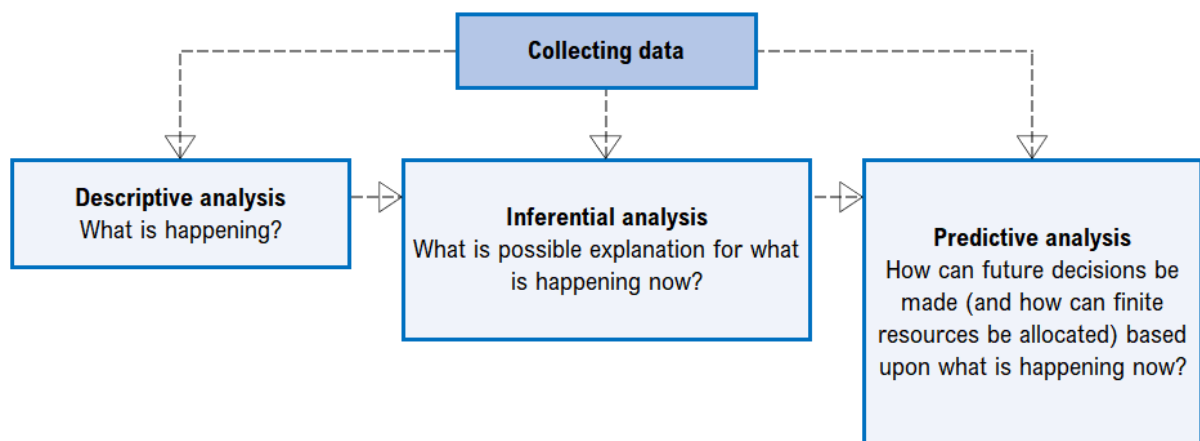 Collecting data
Descriptive analysis
What is happening?
Inferential analysis
What is possible explanation for what
is happening now?
Predictive analysis
How can future decisions be
made (and how can finite
resources be allocated) based
upon what is happening now?